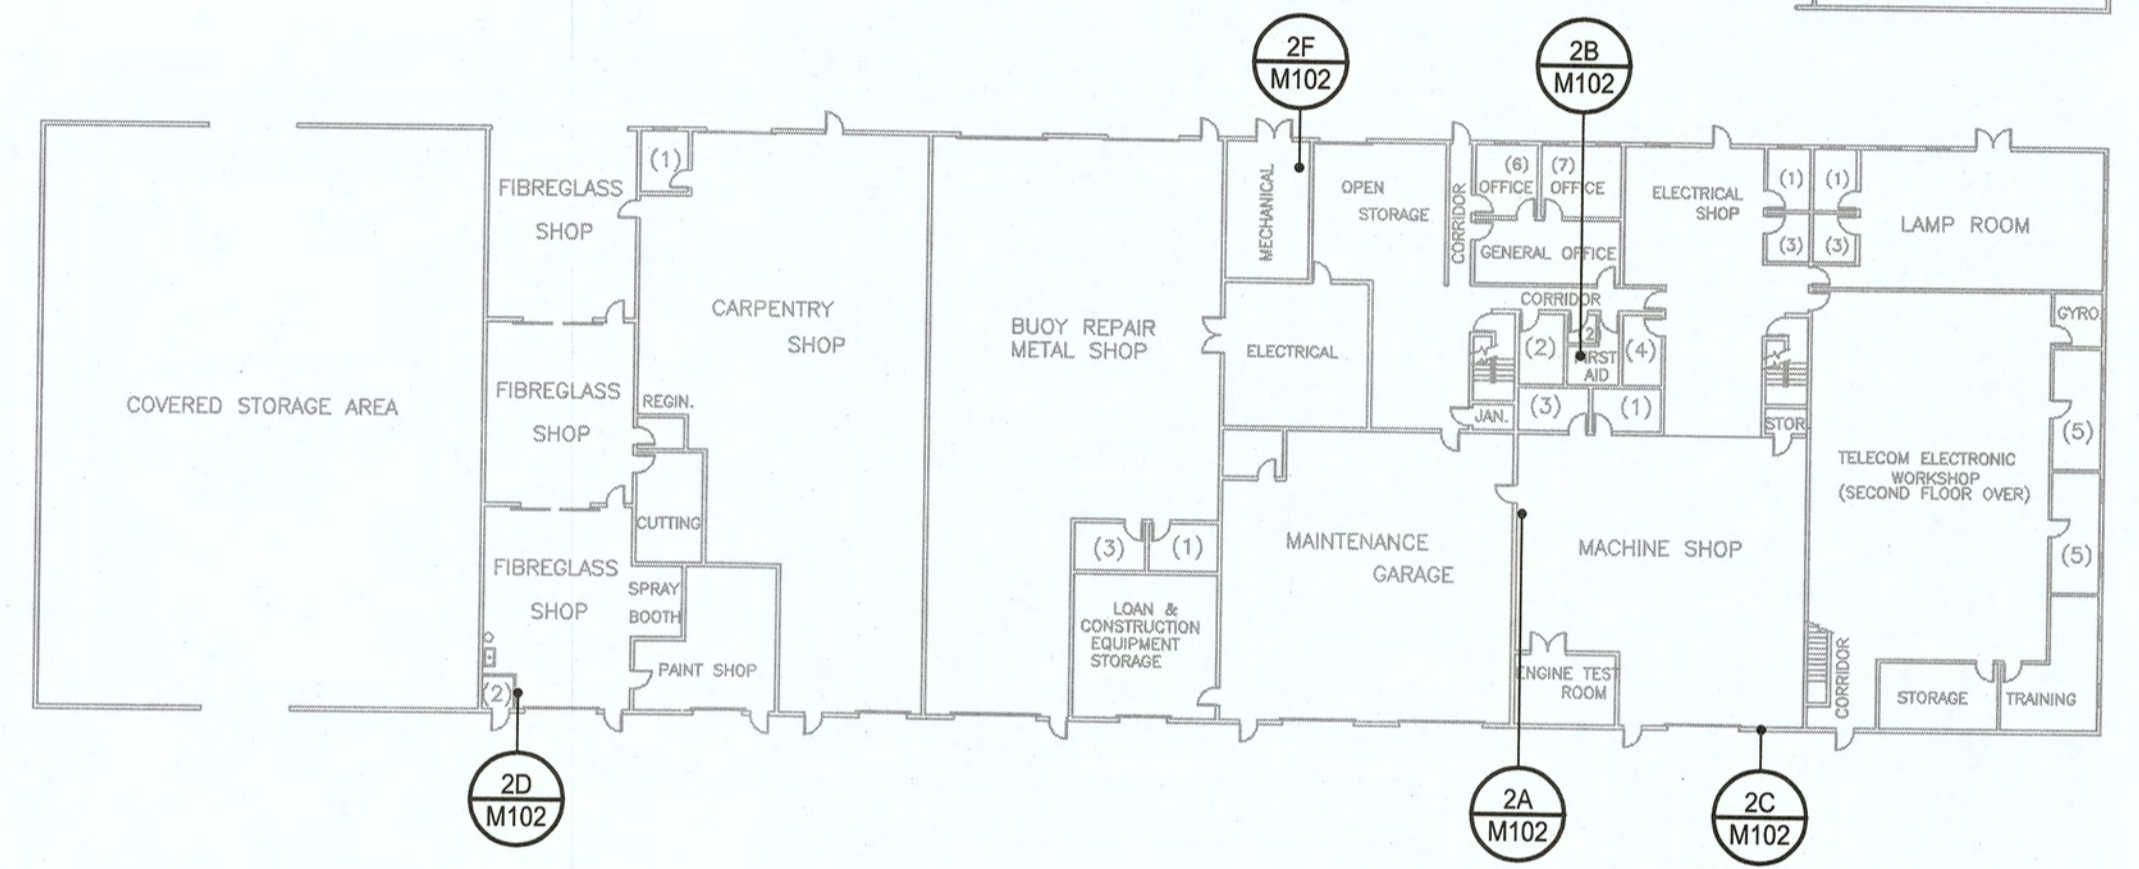 2F
M102
2B
M102
(1)
FIBREGLASS
SHOP
MECHANICAL
OPEN
STORAGE
CORRIDOR
(6)
OFFICE
(7)
OFFICE
GENERAL OFFICE
ELECTRICAL
SHOP
(1)
(1)
(3)
(3)
LAMP ROOM
CARPENTRY
SHOP
BUOY REPAIR
METAL SHOP
ELECTRICAL
CORRIDOR
(2)
2
FIRST
AID
(4)
(3)
(1)
JAN.
STOR
GYRO
COVERED STORAGE AREA
FIBREGLASS
SHOP
REGIN.
CUTTING
(5)
TELECOM ELECTRONIC
WORKSHOP
(SECOND FLOOR OVER)
(5)
FIBREGLASS
SHOP
SPRAY
BOOTH
PAINT SHOP
(2)
(3)
(1)
LOAN &
CONSTRUCTION
EQUIPMENT
STORAGE
MAINTENANCE
GARAGE
MACHINE SHOP
ENGINE TEST
ROOM
CORRIDOR
STORAGE
TRAINING
2D
M102
2A
M102
2C
M102